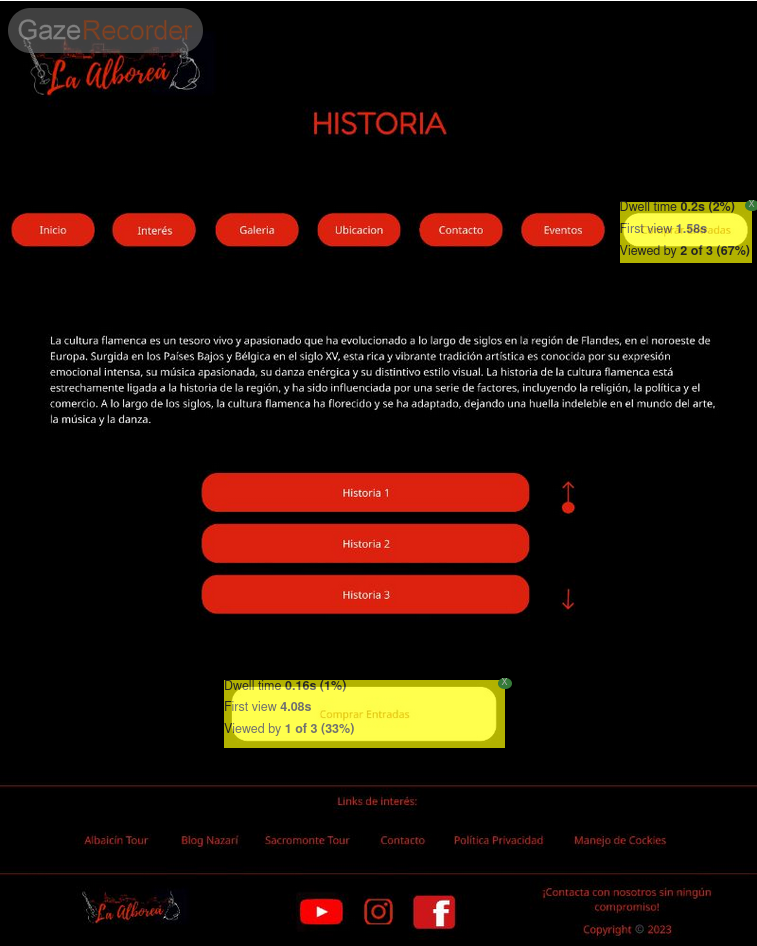 GazeRecorder
La Alboreá
HISTORIA
Inicio
Interés
Galeria
Ubicacion
Contacto
Eventos
Comprar Entradas
Dwell time 0.2s (2%)
X
First view 1.58s
Viewed by 2 of 3 (67%)
La cultura flamenca es un tesoro vivo y apasionado que ha evolucionado a lo largo de siglos en la región de Flandes, en el noroeste de
Europa. Surgida en los Países Bajos y Bélgica en el siglo XV, esta rica y vibrante tradición artística es conocida por su expresión
emocional intensa, su música apasionada, su danza enérgica y su distintivo estilo visual. La historia de la cultura flamenca está
estrechamente ligada a la historia de la región, y ha sido influenciada por una serie de factores, incluyendo la religión, la política y el
comercio. A lo largo de los siglos, la cultura flamenca ha florecido y se ha adaptado, dejando una huella indeleble en el mundo del arte,
la música y la danza.
Historia 1
Historia 2
Historia 3
Dwell time 0.16s (1%)
X
First view 4.08s
Comprar Entradas
Viewed by 1 of 3 (33%)
Links de interés:
Albaicín Tour
Blog Nazarí
Sacromonte Tour
Contacto
Política Privacidad
Manejo de Cockies
La Alboreá
f
¡Contacta con nosotros sin ningún
compromiso!
Copyright © 2023